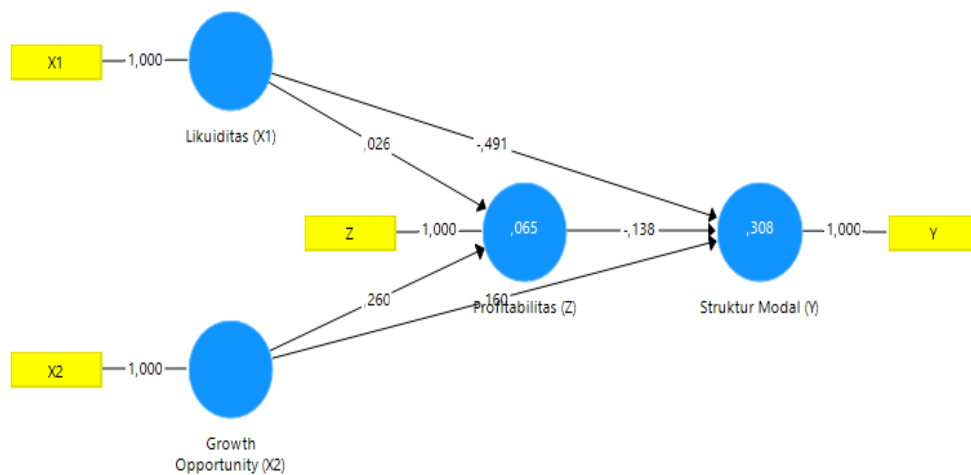 X1
1,000
Likuiditas (X1)
,026
-,491
Z
1,000
,065
-,138
,308
1,000
Y
Profitabilitas (Z)
Struktur Modal (Y)
,260
,160
X2
1,000
Growth
Opportunity (X2)